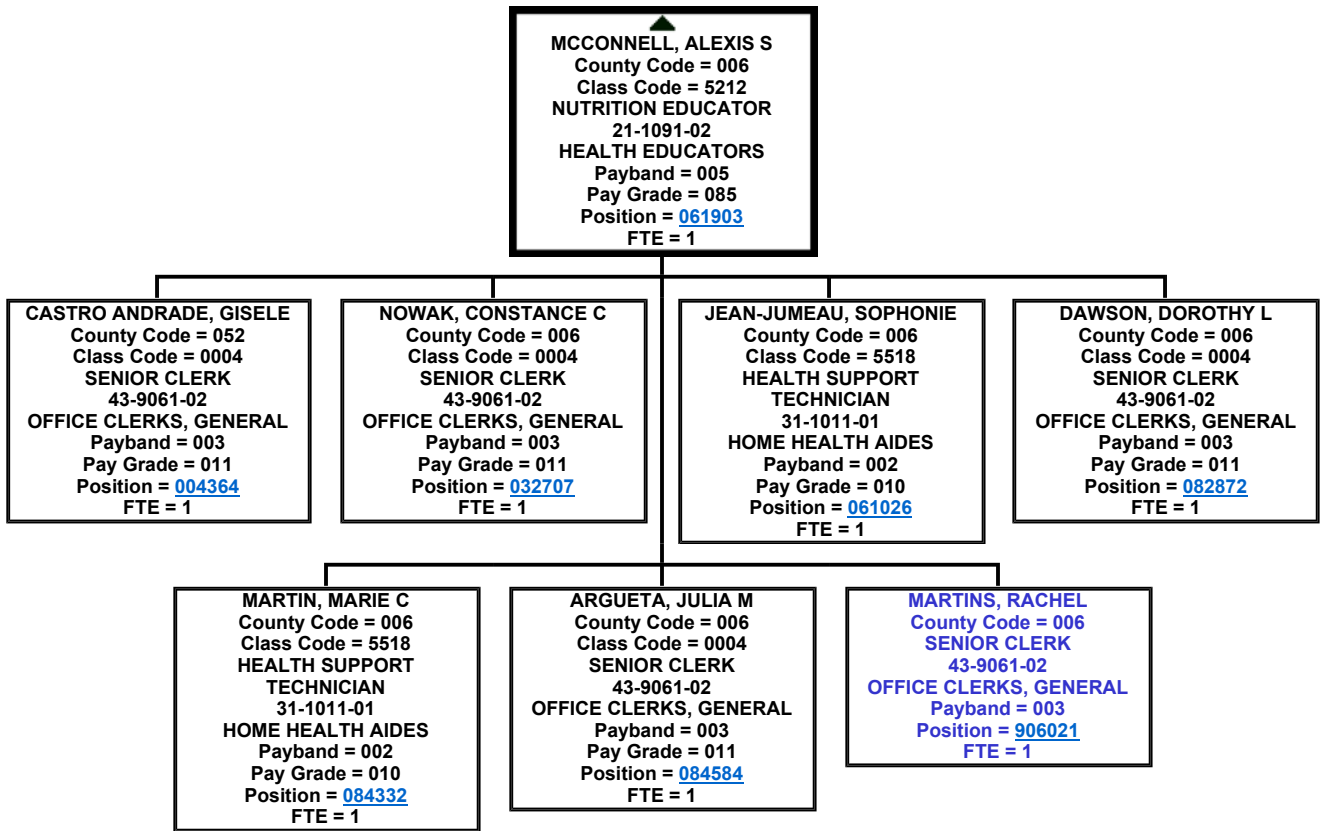 MCCONNELL, ALEXIS S
County Code = 006
Class Code = 5212
NUTRITION EDUCATOR
21-1091-02
HEALTH EDUCATORS
Payband = 005
Pay Grade = 085
Position = 061903
FTE = 1
CASTRO ANDRADE, GISELE
County Code = 052
Class Code = 0004
SENIOR CLERK
43-9061-02
OFFICE CLERKS, GENERAL
Payband = 003
Pay Grade = 011
Position = 004364
FTE = 1
NOWAK, CONSTANCE C
County Code = 006
Class Code = 0004
SENIOR CLERK
43-9061-02
OFFICE CLERKS, GENERAL
Payband = 003
Pay Grade = 011
Position = 032707
FTE = 1
JEAN-JUMEAU, SOPHONIE
County Code = 006
Class Code = 5518
HEALTH SUPPORT
TECHNICIAN
31-1011-01
HOME HEALTH AIDES
Payband = 002
Pay Grade = 010
Position = 061026
FTE = 1
DAWSON, DOROTHY L
County Code = 006
Class Code = 0004
SENIOR CLERK
43-9061-02
OFFICE CLERKS, GENERAL
Payband = 003
Pay Grade = 011
Position = 082872
FTE = 1
MARTIN, MARIE C
County Code = 006
Class Code = 5518
HEALTH SUPPORT
TECHNICIAN
31-1011-01
HOME HEALTH AIDES
Payband = 002
Pay Grade = 010
Position = 084332
FTE = 1
ARGUETA, JULIA M
County Code = 006
Class Code = 0004
SENIOR CLERK
43-9061-02
OFFICE CLERKS, GENERAL
Payband = 003
Pay Grade = 011
Position = 084584
FTE = 1
MARTINS, RACHEL
County Code = 006
SENIOR CLERK
43-9061-02
OFFICE CLERKS, GENERAL
Payband = 003
Position = 906021
FTE = 1